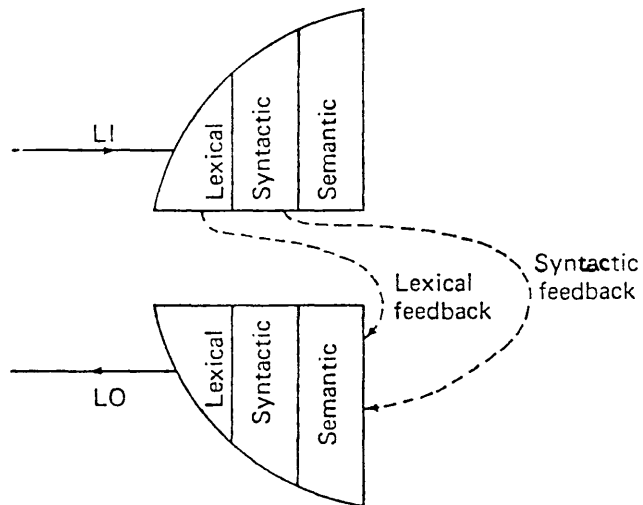 LI
Lexical
Syntactic
Semantic
Lexical
feedback
Syntactic
feedback
LO
Lexical
Syntactic
Semantic